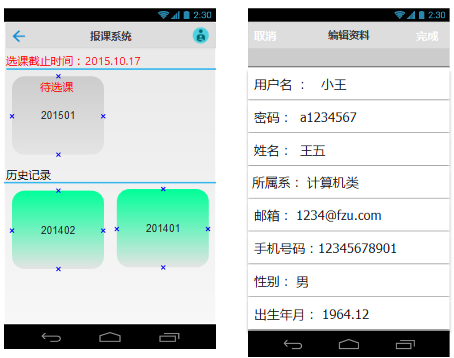 2:30
报课系统
选课截止时间：2015.10.17
待选课
201501
历史记录
201402
201401
2:30
取消 编辑资料 完成
用户名 ： 小王
密码： a1234567
姓名： 王五
所属系： 计算机类
邮箱： 1234@fzu.com
手机号码：12345678901
性别： 男
出生年月： 1964.12